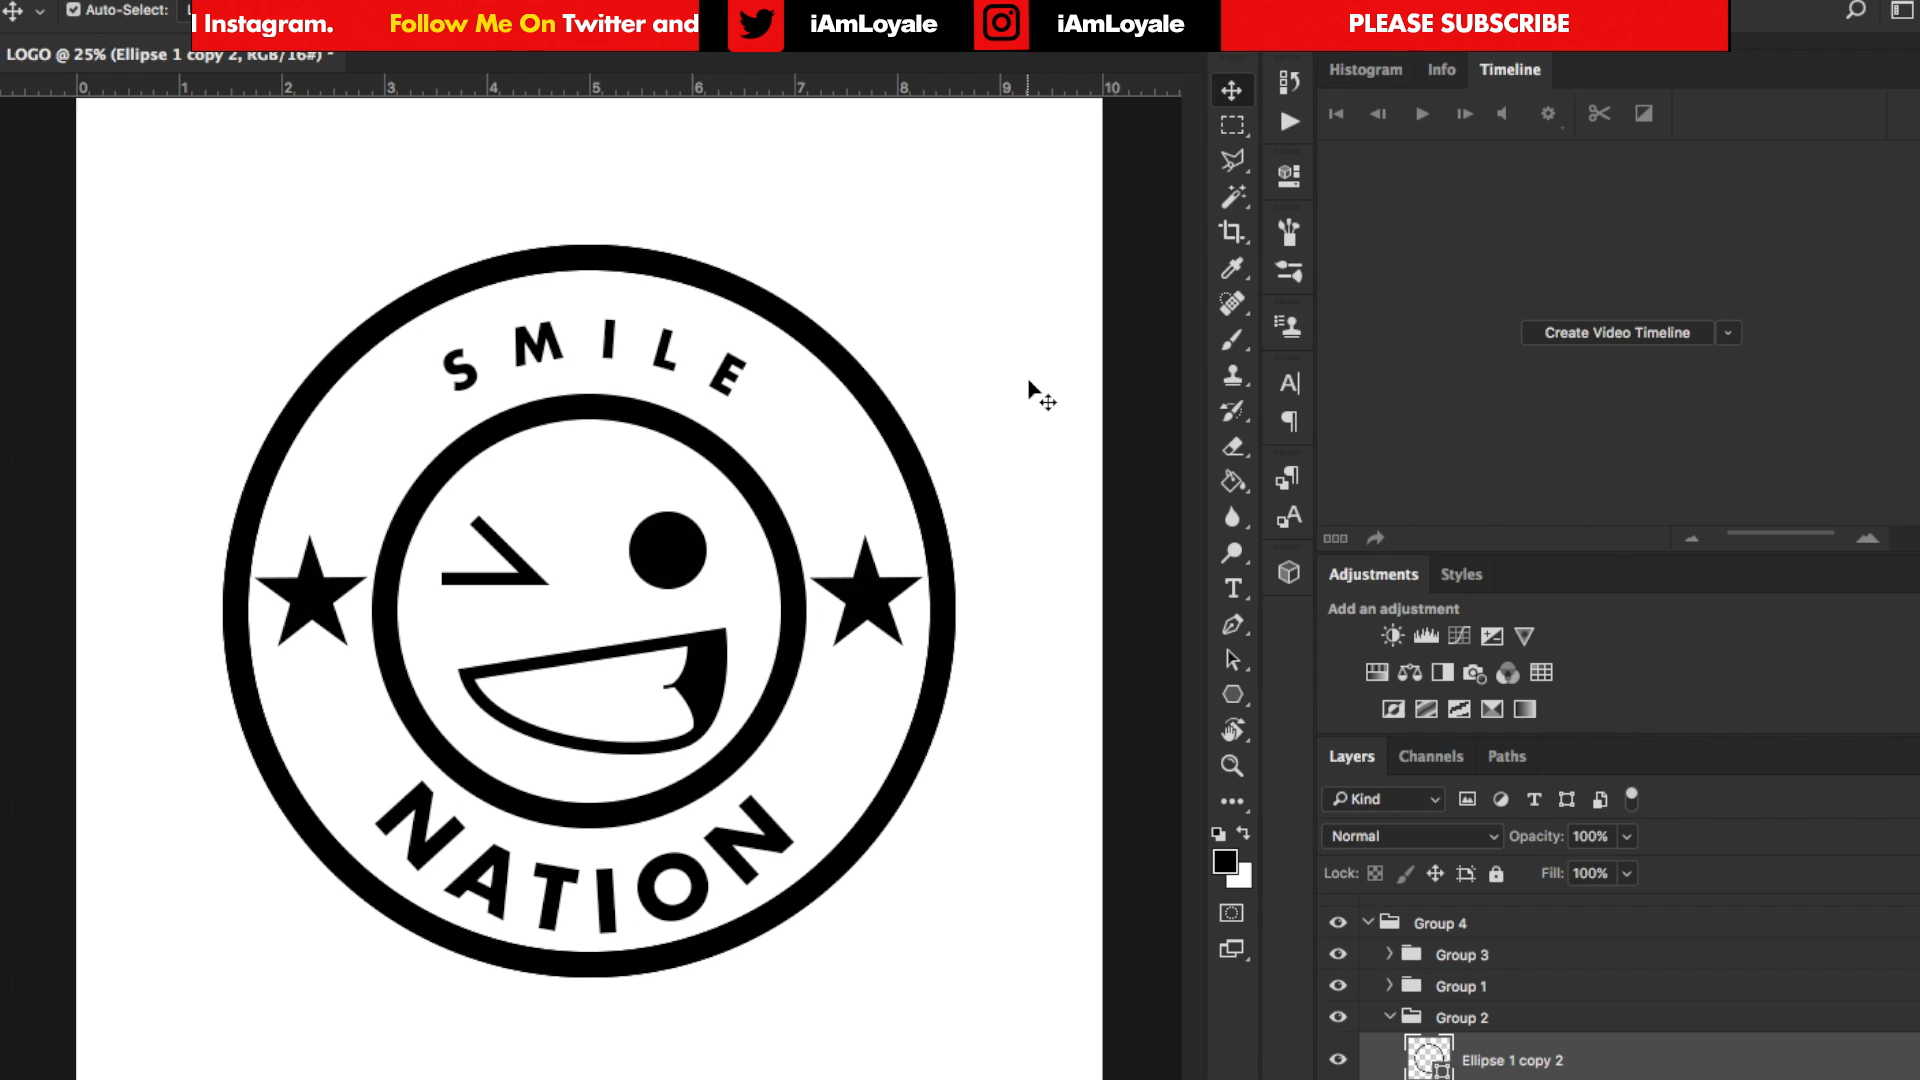 I Instagram. Follow Me On Twitter and
iAmLoyale
iAmLoyale
PLEASE SUBSCRIBE
Auto-Select:
LOGO @ 25% (Ellipse 1 copy 2, RGB/16#) *
0 1 2 3 4 5 6 7 8 9 10
SMILE
NATION
Histogram Info Timeline
Create Video Timeline
Adjustments Styles
Add an adjustment
Layers Channels Paths
Kind
Normal Opacity: 100%
Lock: Fill: 100%
Group 4
Group 3
Group 1
Group 2
Ellipse 1 copy 2